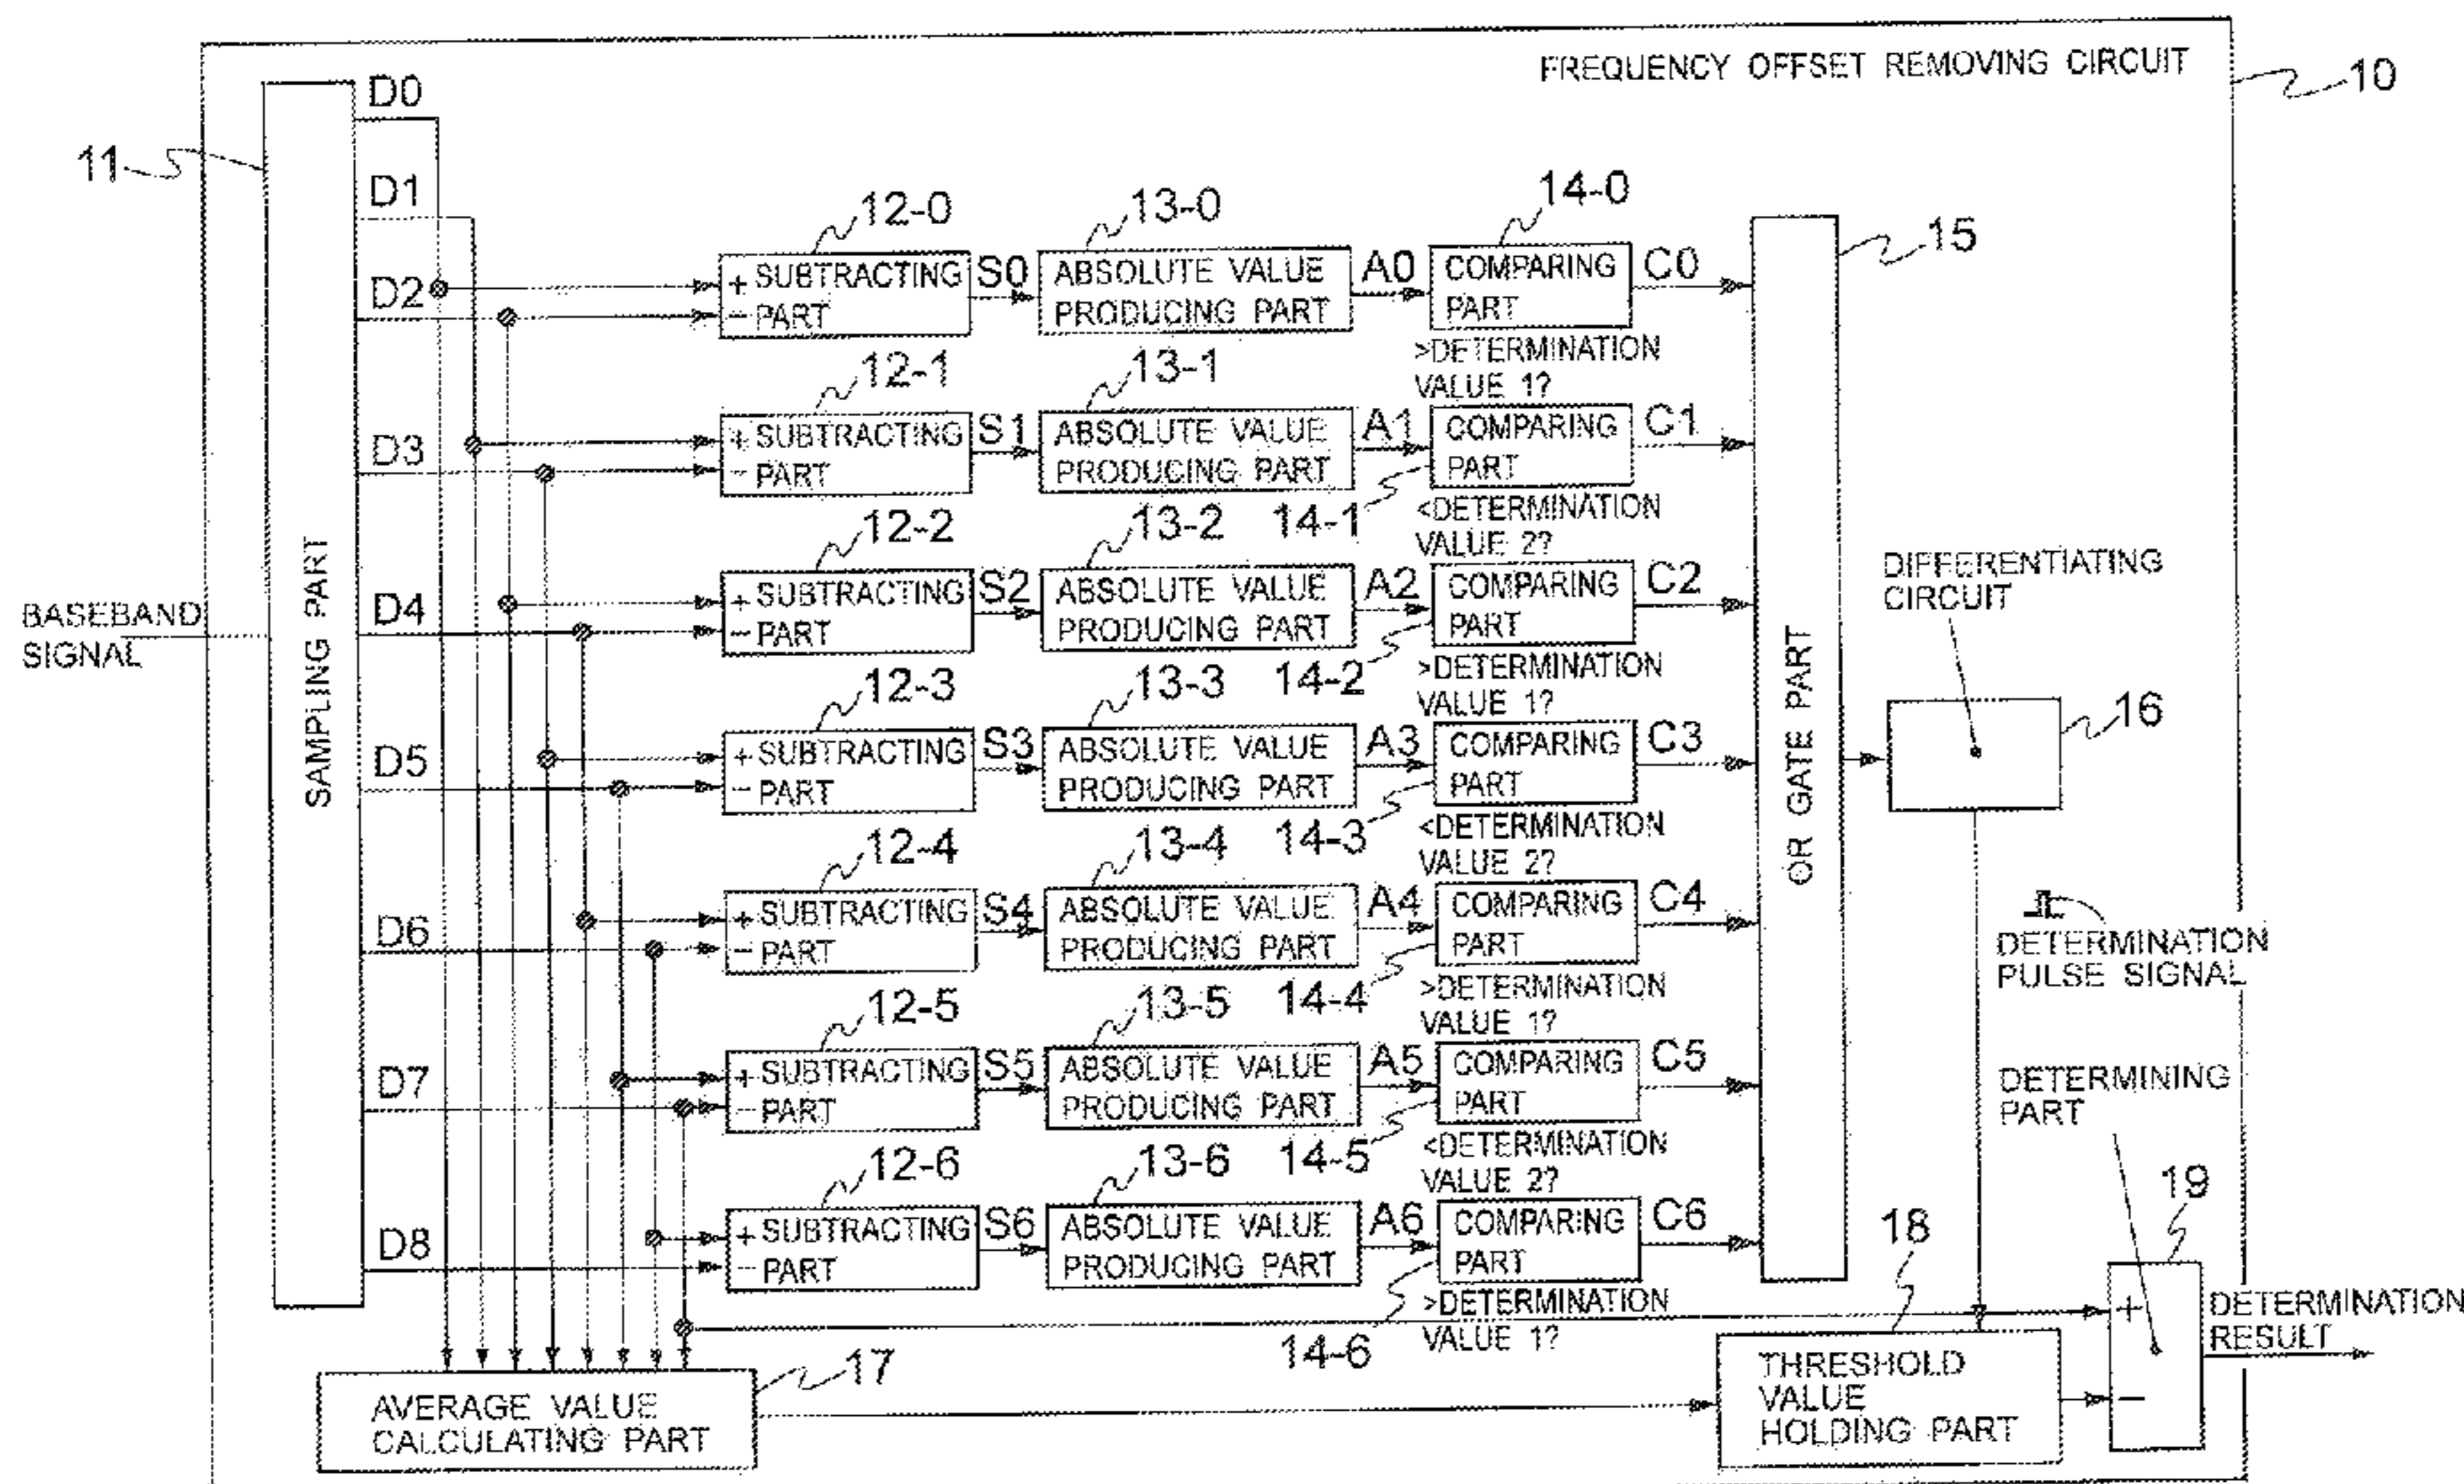 FREQUENCY OFFSET REMOVING CIRCUIT
10
11
BASEBAND
SIGNAL
SAMPLING PART
D0
D1
D2
D3
D4
D5
D6
D7
D8
12-0
+ SUBTRACTING
- PART
S0
13-0
ABSOLUTE VALUE
PRODUCING PART
A0
14-0
COMPARING
PART
C0
>DETERMINATION
VALUE 1?
12-1
+ SUBTRACTING
- PART
S1
13-1
ABSOLUTE VALUE
PRODUCING PART
A1
14-1
COMPARING
PART
C1
<DETERMINATION
VALUE 2?
12-2
+ SUBTRACTING
- PART
S2
13-2
ABSOLUTE VALUE
PRODUCING PART
A2
14-2
COMPARING
PART
C2
>DETERMINATION
VALUE 1?
12-3
+ SUBTRACTING
- PART
S3
13-3
ABSOLUTE VALUE
PRODUCING PART
A3
14-3
COMPARING
PART
C3
<DETERMINATION
VALUE 2?
12-4
+ SUBTRACTING
- PART
S4
13-4
ABSOLUTE VALUE
PRODUCING PART
A4
14-4
COMPARING
PART
C4
>DETERMINATION
VALUE 1?
12-5
+ SUBTRACTING
- PART
S5
13-5
ABSOLUTE VALUE
PRODUCING PART
A5
14-5
COMPARING
PART
C5
<DETERMINATION
VALUE 2?
12-6
+ SUBTRACTING
- PART
S6
13-6
ABSOLUTE VALUE
PRODUCING PART
A6
14-6
COMPARING
PART
C6
>DETERMINATION
VALUE 1?
15
OR GATE PART
DIFFERENTIATING
CIRCUIT
16
DETERMINATION
PULSE SIGNAL
DETERMINING
PART
19
+
-
DETERMINATION
RESULT
18
THRESHOLD
VALUE
HOLDING PART
17
AVERAGE VALUE
CALCULATING PART